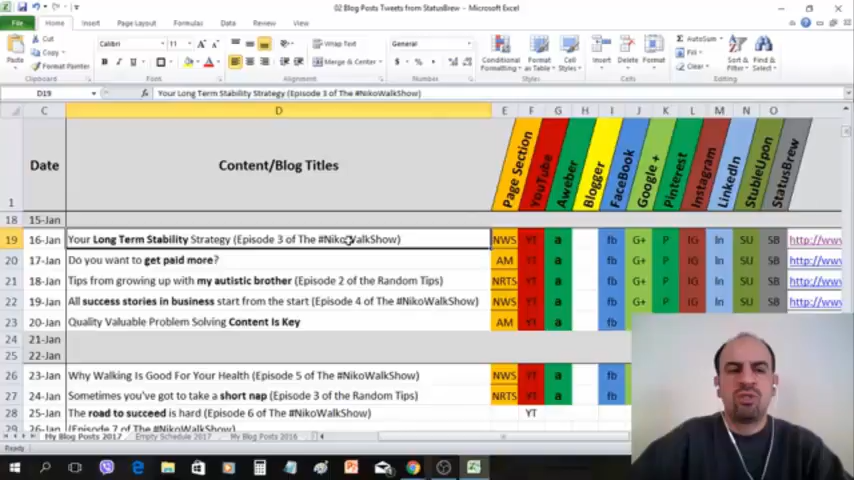 02 Blog Posts Tweets from StatusBrew - Microsoft Excel
File Home Insert Page Layout Formulas Data Review View
Cut
Copy
Format Painter
Paste
Clipboard
Calibri 11
B I U
Font
Wrap Text
Merge & Center
Alignment
General
Number
Conditional Formatting
Format as Table
Cell Styles
Styles
Insert Delete Format
Cells
AutoSum
Fill
Clear
Sort & Filter
Find & Select
Editing
D19 fx Your Long Term Stability Strategy (Episode 3 of The #NikoWalkShow)
C D E F G H I J K L M N O
1 Date Content/Blog Titles Page Section YouTube Aweber Blogger FaceBook Google + Pinterest Instagram LinkedIn StubleUpon StatusBrew
18 15-Jan
19 16-Jan Your Long Term Stability Strategy (Episode 3 of The #NikoWalkShow) NWS YT a fb G+ P IG In SU SB http://www
20 17-Jan Do you want to get paid more? AM YT a fb G+ P IG In SU SB http://www
21 18-Jan Tips from growing up with my autistic brother (Episode 2 of the Random Tips) NRTS YT a fb G+ P IG In SU SB http://www
22 19-Jan All success stories in business start from the start (Episode 4 of The #NikoWalkShow) NWS YT a fb G+ P IG In SU SB http://www
23 20-Jan Quality Valuable Problem Solving Content Is Key AM YT a fb
24 21-Jan
25 22-Jan
26 23-Jan Why Walking Is Good For Your Health (Episode 5 of The #NikoWalkShow) NWS YT a fb
27 24-Jan Sometimes you've got to take a short nap (Episode 3 of the Random Tips) NRTS YT a fb
28 25-Jan The road to succeed is hard (Episode 6 of The #NikoWalkShow) YT
29 26-Jan (Episode 7 of The #NikoWalkShow)
My Blog Posts 2017 Empty Schedule 2017 My Blog Posts 2016
Ready